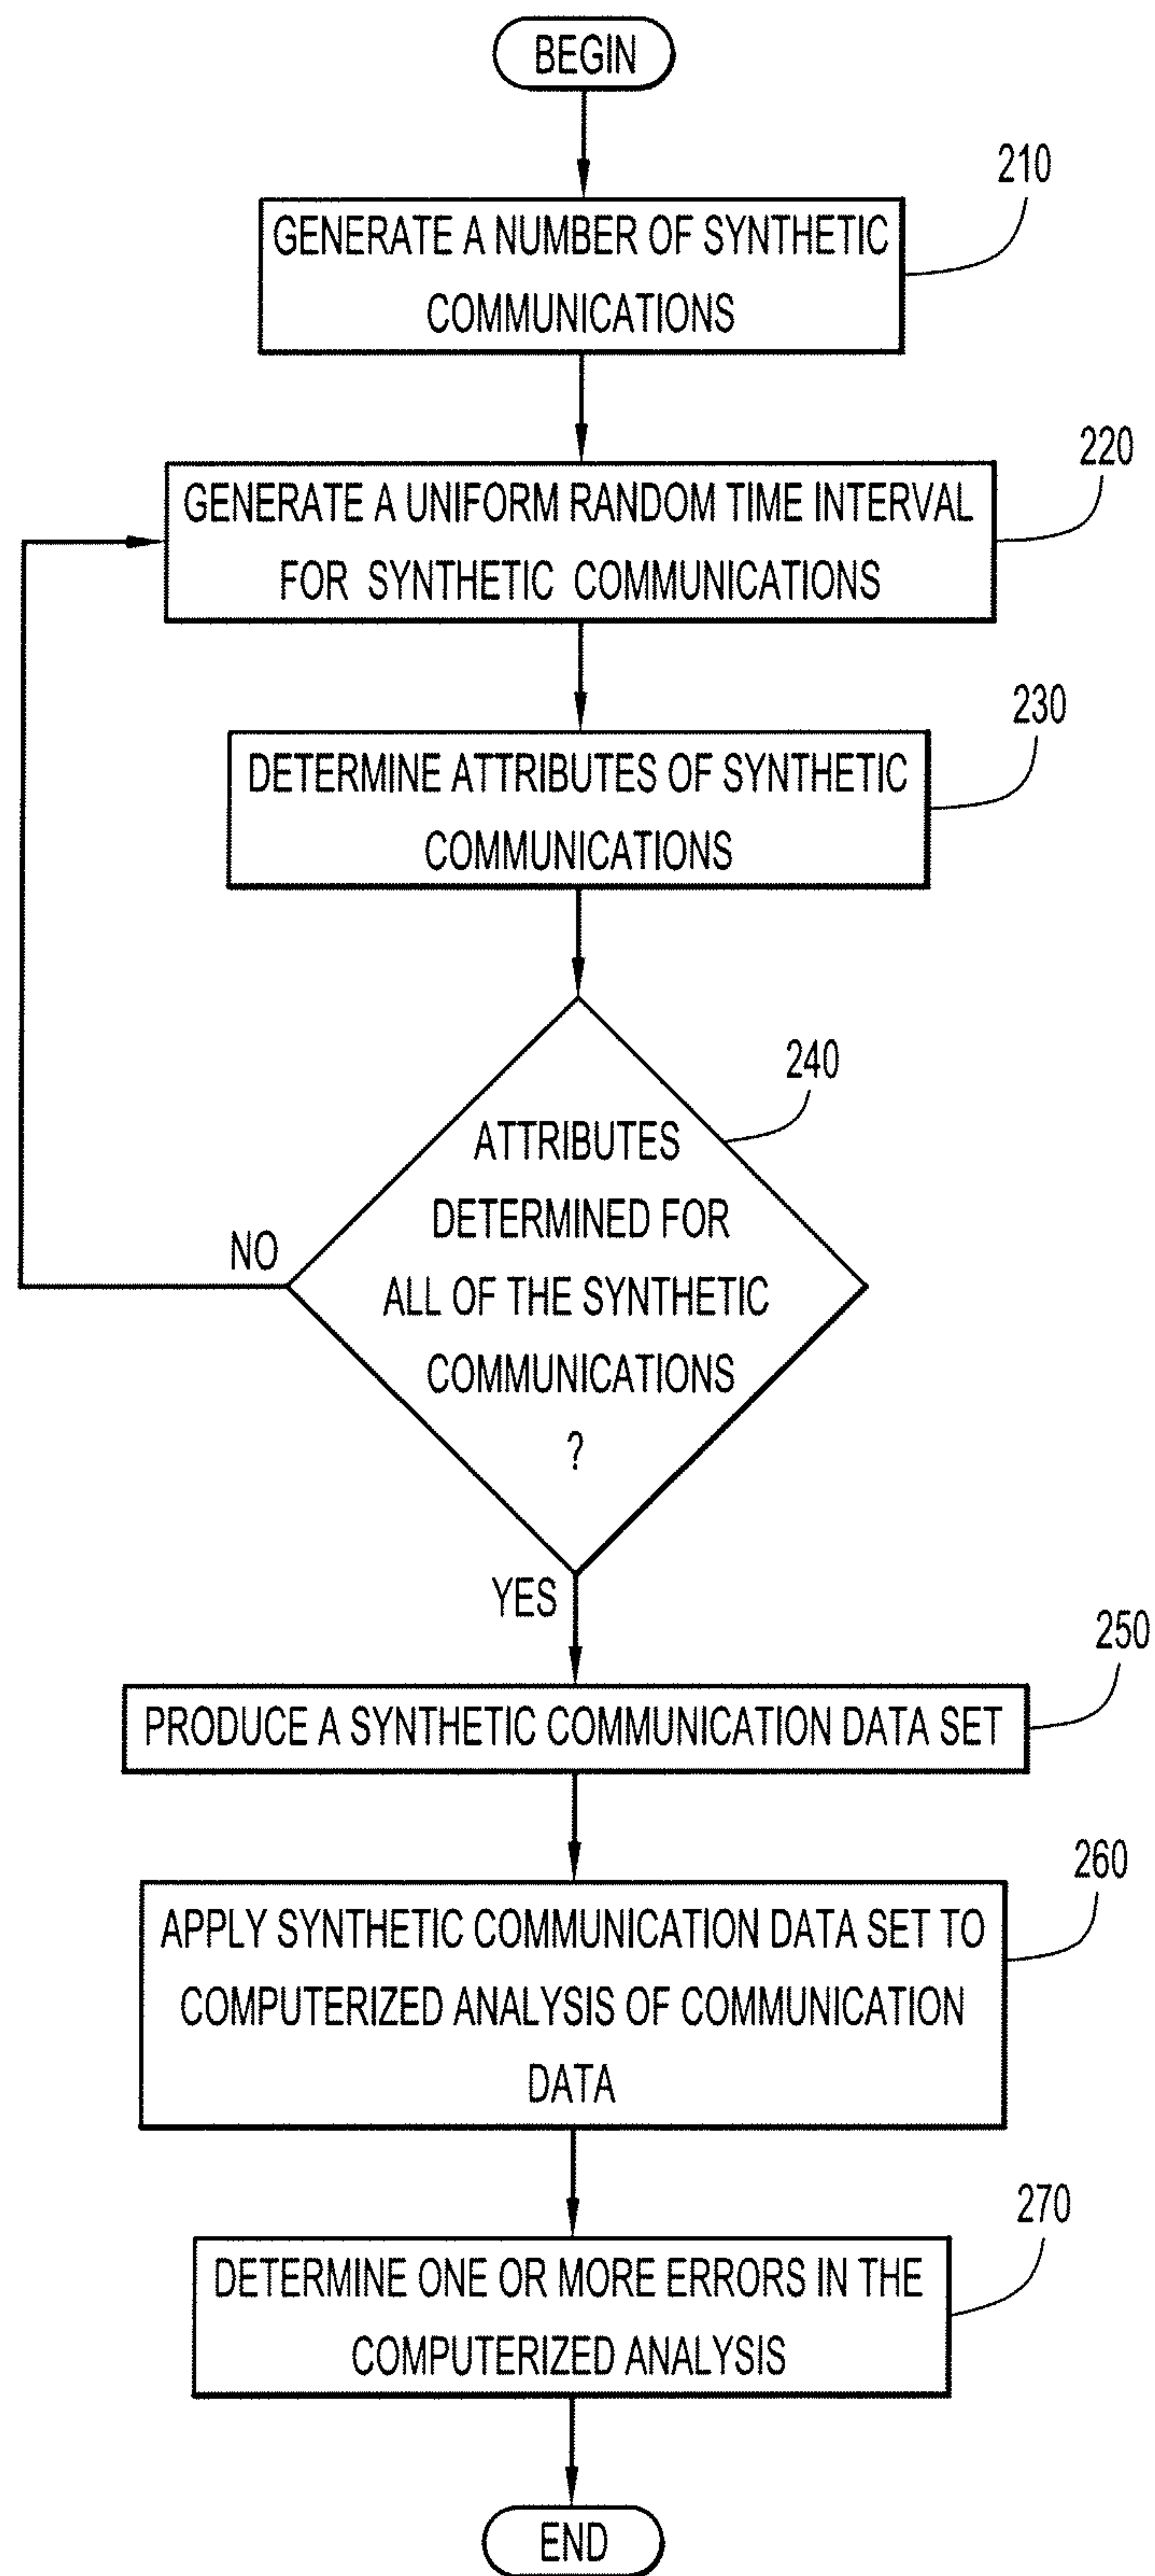 BEGIN
210
GENERATE A NUMBER OF SYNTHETIC
COMMUNICATIONS
220
GENERATE A UNIFORM RANDOM TIME INTERVAL
FOR SYNTHETIC COMMUNICATIONS
230
DETERMINE ATTRIBUTES OF SYNTHETIC
COMMUNICATIONS
240
ATTRIBUTES
DETERMINED FOR
NO
ALL OF THE SYNTHETIC
COMMUNICATIONS
?
YES
250
PRODUCE A SYNTHETIC COMMUNICATION DATA SET
260
APPLY SYNTHETIC COMMUNICATION DATA SET TO
COMPUTERIZED ANALYSIS OF COMMUNICATION
DATA
270
DETERMINE ONE OR MORE ERRORS IN THE
COMPUTERIZED ANALYSIS
END